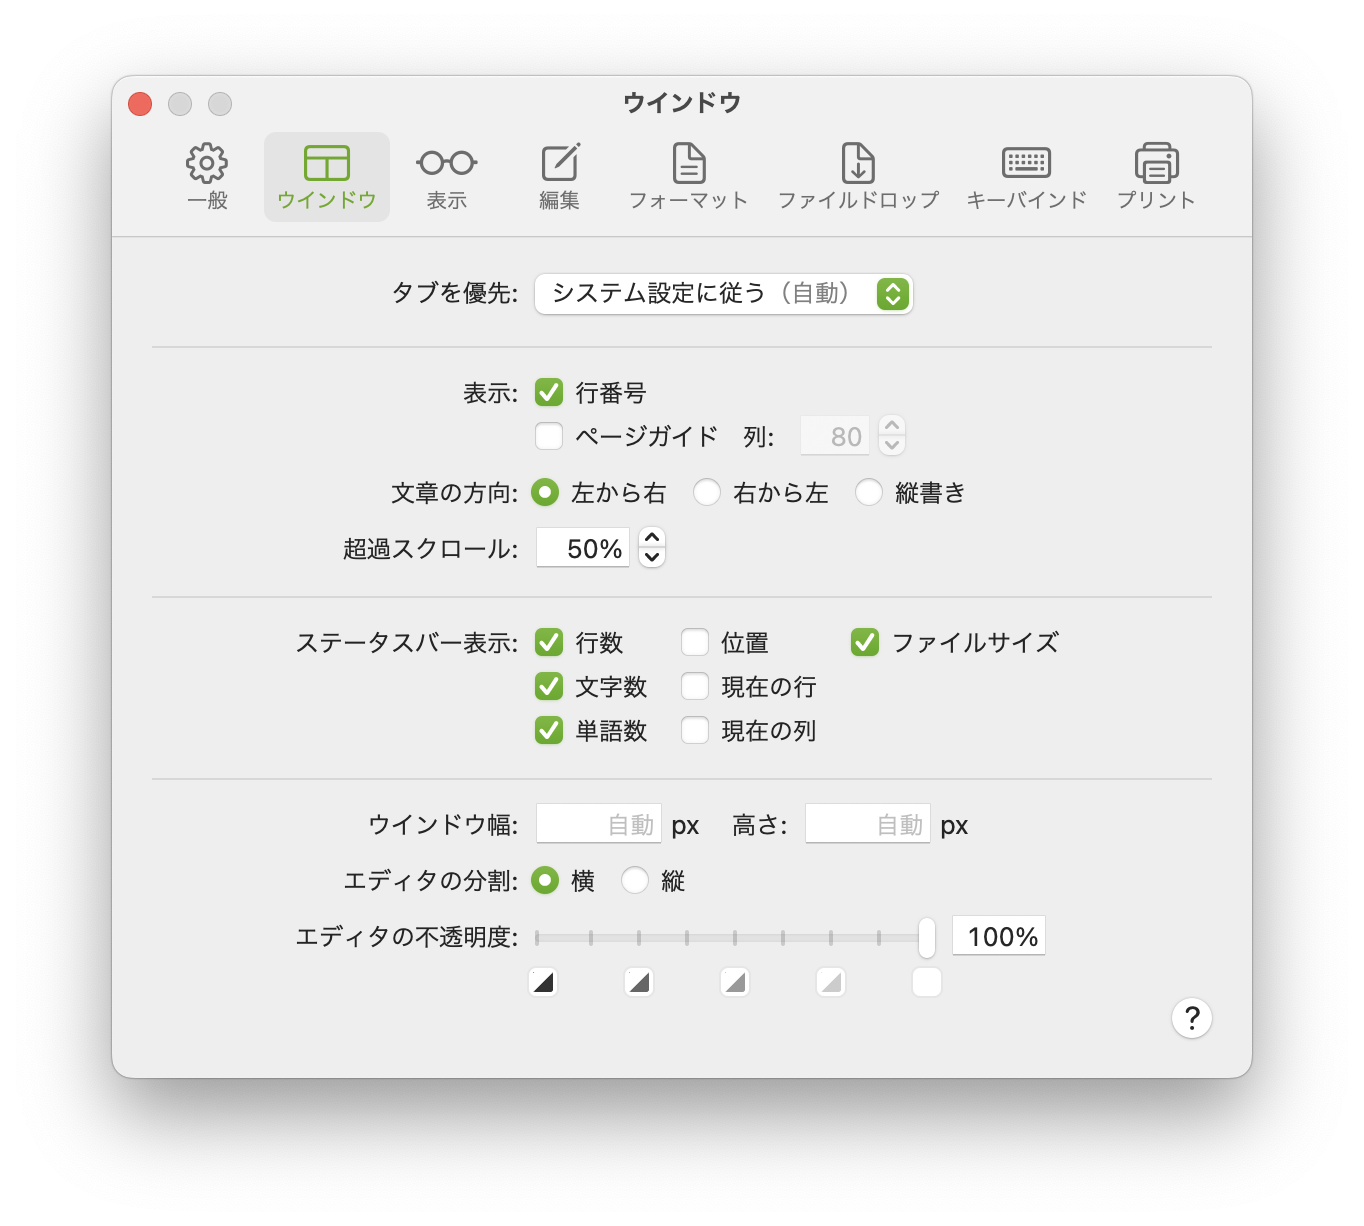 ウインドウ
一般 ウインドウ 表示 編集 フォーマット ファイルドロップ キーバインド プリント
タブを優先: システム設定に従う（自動）
表示: 行番号
ページガイド 列: 80
文章の方向: 左から右 右から左 縦書き
超過スクロール: 50%
ステータスバー表示: 行数 位置 ファイルサイズ
文字数 現在の行
単語数 現在の列
ウインドウ幅: 自動 px 高さ: 自動 px
エディタの分割: 横 縦
エディタの不透明度: 100%
?